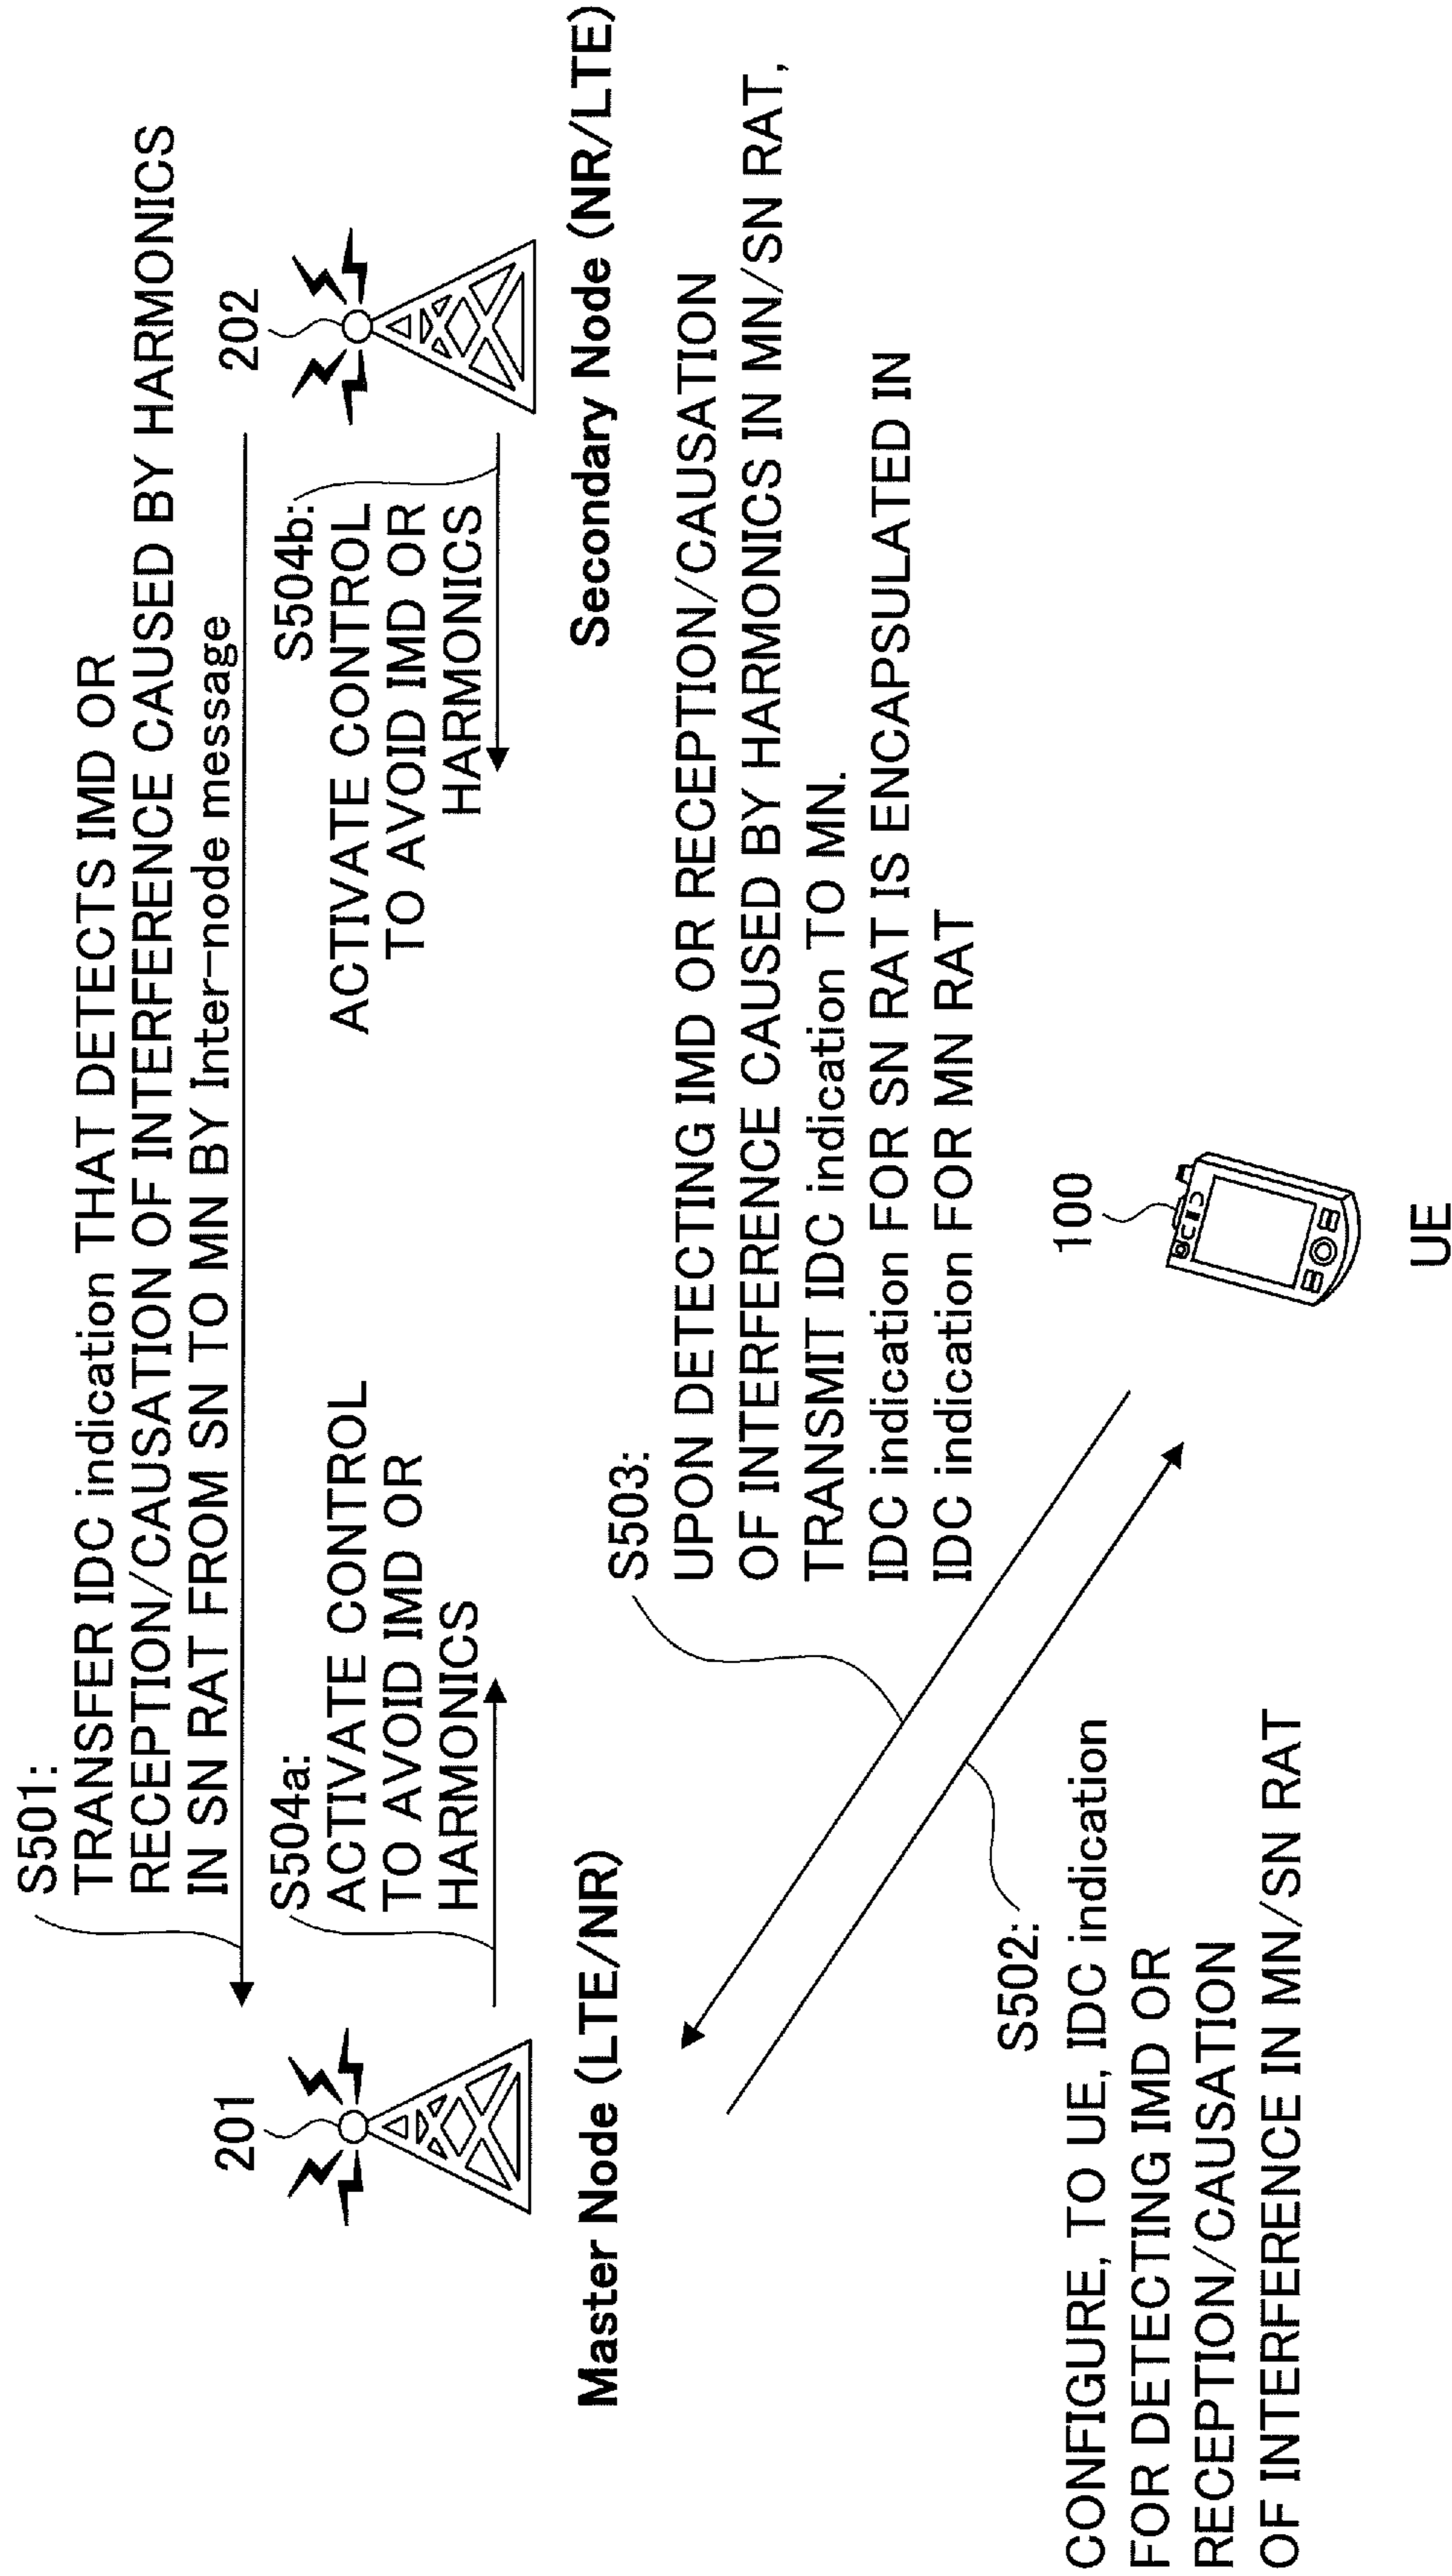 S501:
TRANSFER IDC indication THAT DETECTS IMD OR
RECEPTION/CAUSATION OF INTERFERENCE CAUSED BY HARMONICS
IN SN RAT FROM SN TO MN BY Inter-node message
201
202
S504a:
ACTIVATE CONTROL
TO AVOID IMD OR
HARMONICS
S504b:
ACTIVATE CONTROL
TO AVOID IMD OR
HARMONICS
Master Node (LTE/NR)
Secondary Node (NR/LTE)
S503:
UPON DETECTING IMD OR RECEPTION/CAUSATION
OF INTERFERENCE CAUSED BY HARMONICS IN MN/SN RAT,
TRANSMIT IDC indication TO MN.
IDC indication FOR SN RAT IS ENCAPSULATED IN
IDC indication FOR MN RAT
S502:
CONFIGURE, TO UE, IDC indication
FOR DETECTING IMD OR
RECEPTION/CAUSATION
OF INTERFERENCE IN MN/SN RAT
100
UE